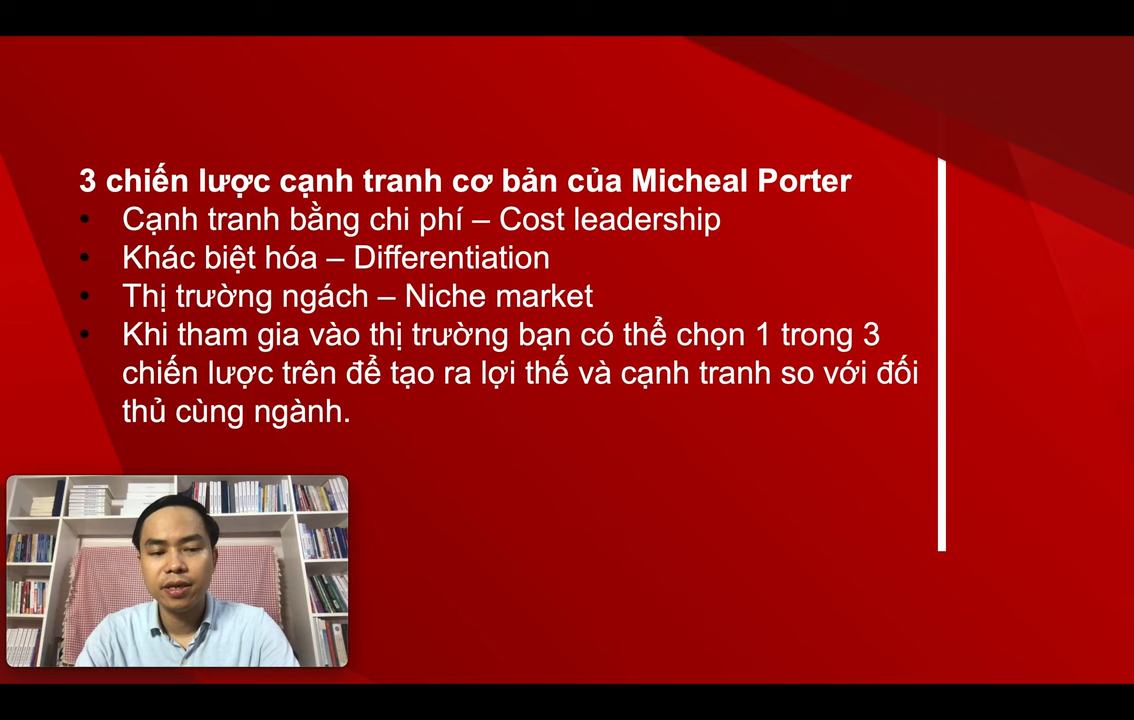 3 chiến lược cạnh tranh cơ bản của Micheal Porter
• Cạnh tranh bằng chi phí – Cost leadership
• Khác biệt hóa – Differentiation
• Thị trường ngách – Niche market
• Khi tham gia vào thị trường bạn có thể chọn 1 trong 3
chiến lược trên để tạo ra lợi thế và cạnh tranh so với đối
thủ cùng ngành.